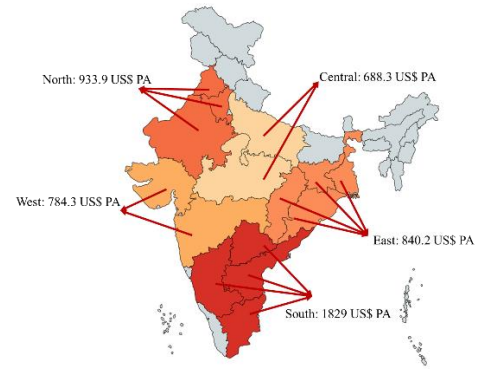 North: 933.9 US$ PA
Central: 688.3 US$ PA
West: 784.3 US$ PA
East: 840.2 US$ PA
South: 1829 US$ PA